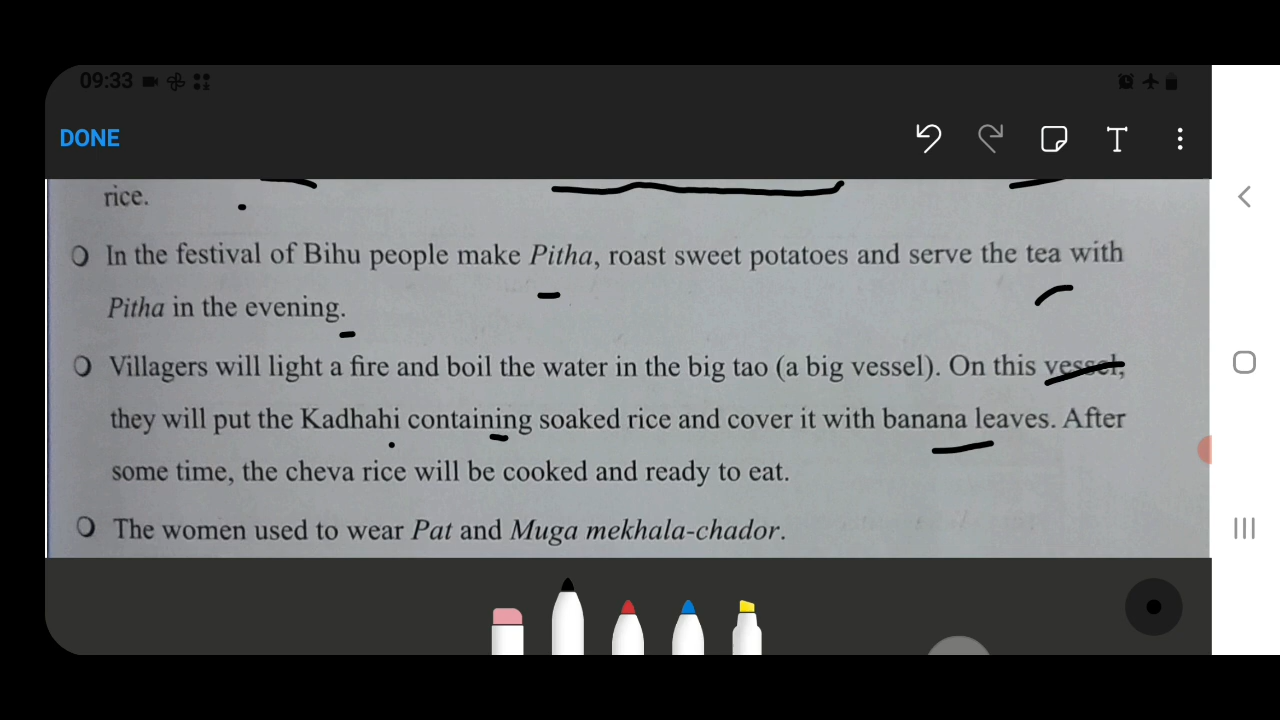 09:33
DONE
T
rice.
In the festival of Bihu people make Pitha, roast sweet potatoes and serve the tea with
Pitha in the evening.
Villagers will light a fire and boil the water in the big tao (a big vessel). On this vessel,
they will put the Kadhahi containing soaked rice and cover it with banana leaves. After
some time, the cheva rice will be cooked and ready to eat.
The women used to wear Pat and Muga mekhala-chador.